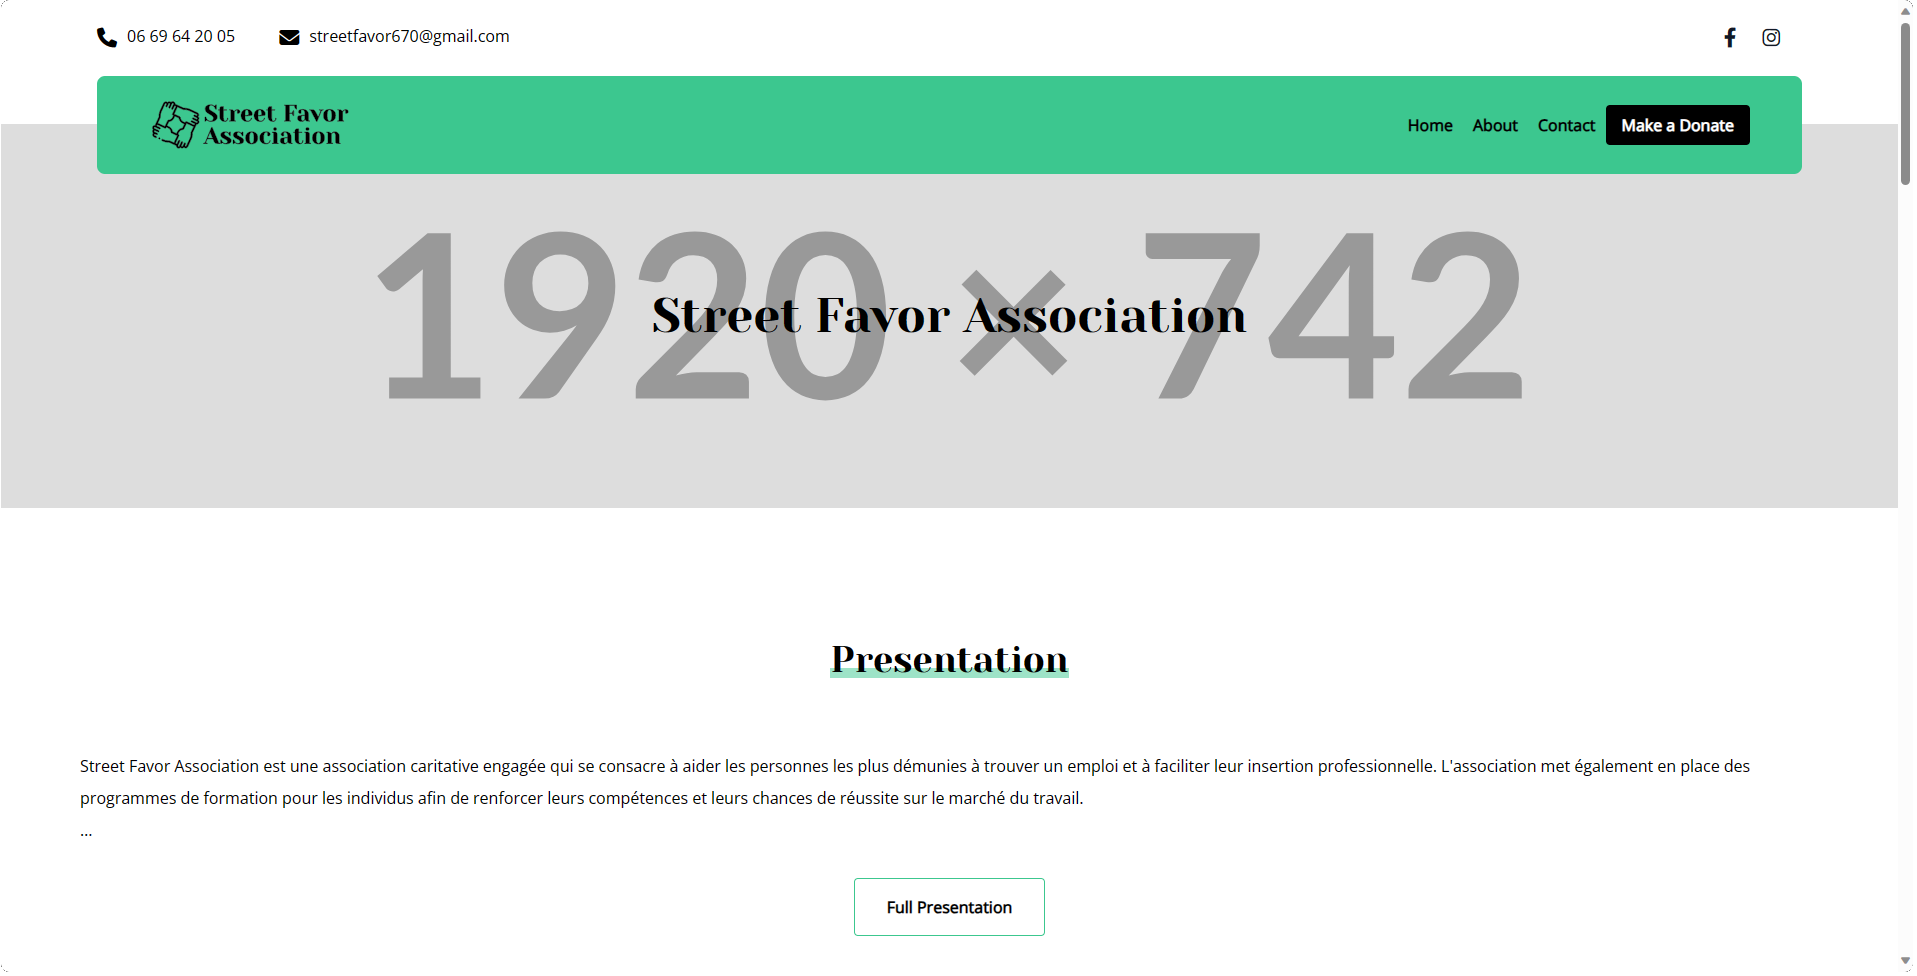 06 69 64 20 05
streetfavor670@gmail.com
Street Favor
Association
Home
About
Contact
Make a Donate
1920 × 742
Street Favor Association
Presentation
Street Favor Association est une association caritative engagée qui se consacre à aider les personnes les plus démunies à trouver un emploi et à faciliter leur insertion professionnelle. L'association met également en place des
programmes de formation pour les individus afin de renforcer leurs compétences et leurs chances de réussite sur le marché du travail.
...
Full Presentation